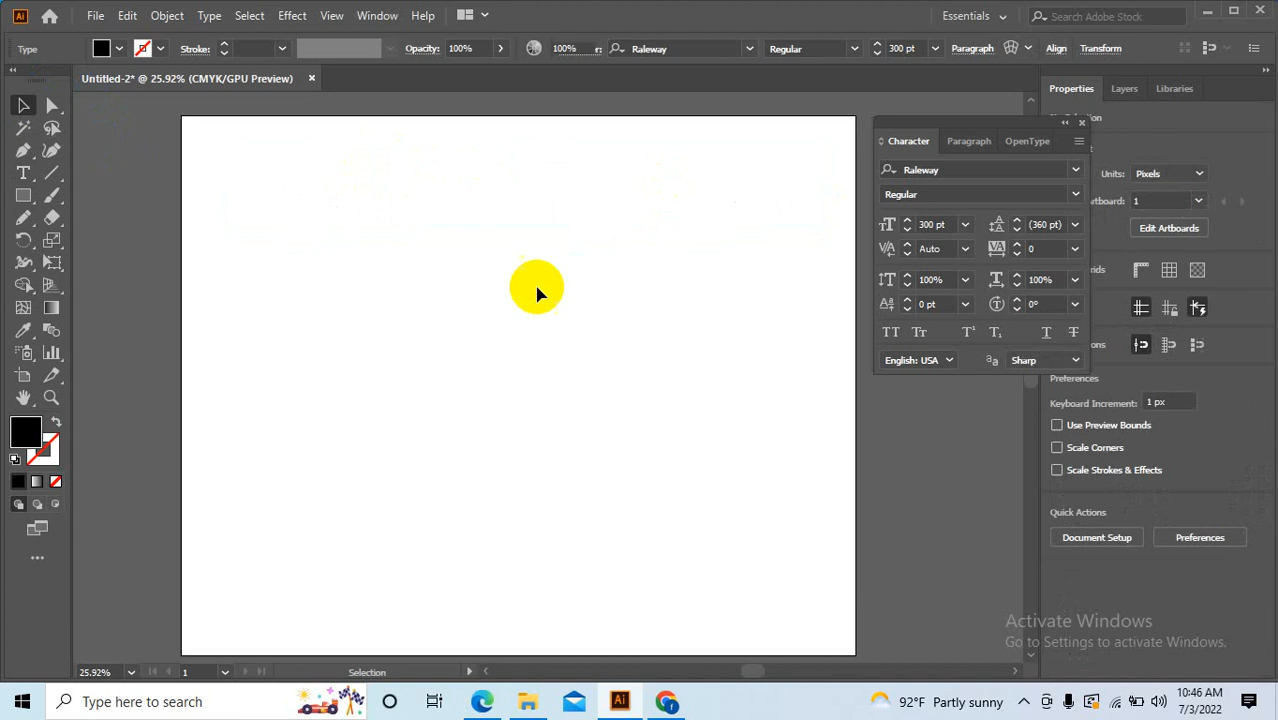 Ai File Edit Object Type Select Effect View Window Help Essentials Search Adobe Stock
Type Stroke: Opacity: 100% 100% Raleway Regular 300 pt Paragraph Align Transform
Untitled-2* @ 25.92% (CMYK/GPU Preview)
Properties Layers Libraries
Character Paragraph OpenType
Raleway
Units: Pixels
Regular
Artboard: 1
300 pt (360 pt) Edit Artboards
Auto 0
100% 100%
0 pt 0°
English: USA Sharp
Preferences
Keyboard Increment: 1 px
Use Preview Bounds
Scale Corners
Scale Strokes & Effects
Quick Actions
Document Setup Preferences
Activate Windows
Go to Settings to activate Windows.
25.92% 1 Selection
Type here to search Ai 92°F Partly sunny 10:46 AM
7/3/2022